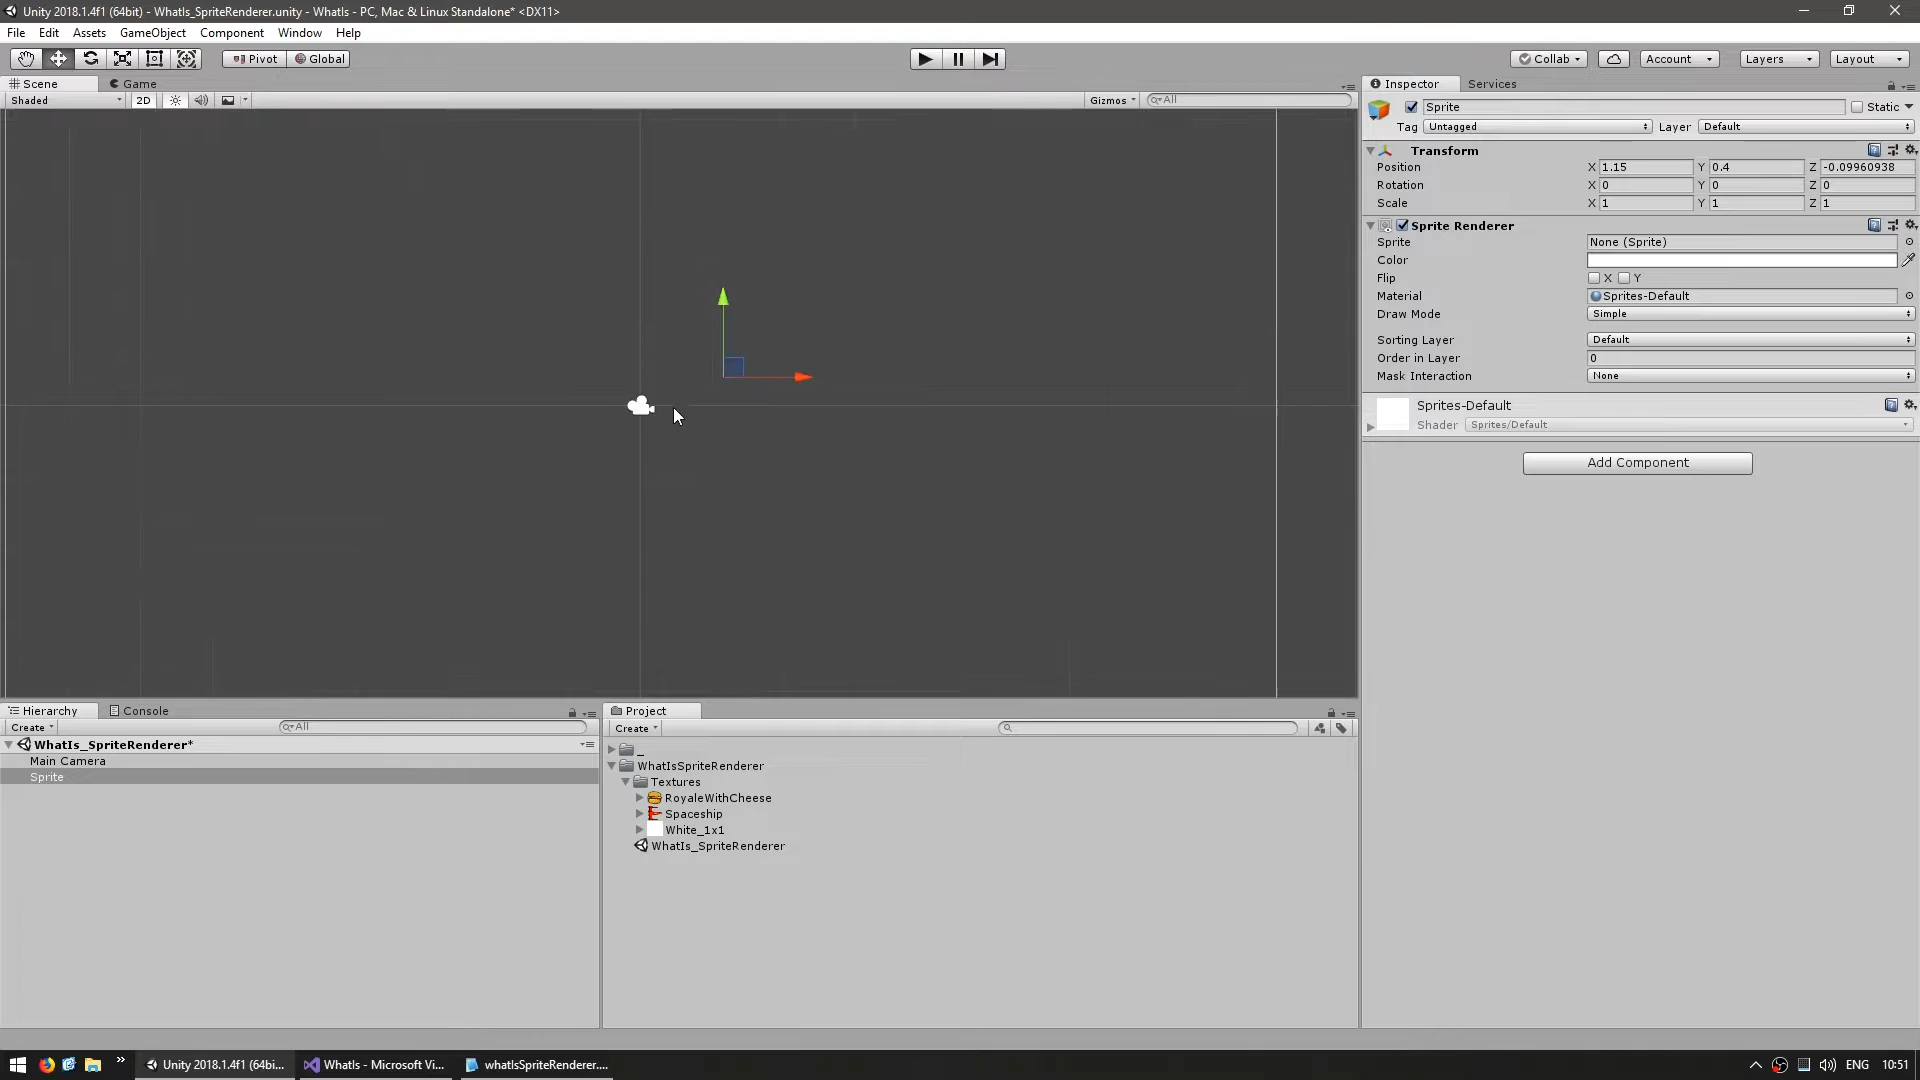 Unity 2018.1.4f1 (64bit) - WhatIs_SpriteRenderer.unity - WhatIs - PC, Mac & Linux Standalone* <DX11>
File Edit Assets GameObject Component Window Help
Pivot Global Collab Account Layers Layout
Scene Game
Shaded 2D Gizmos All
Inspector Services
Sprite Static
Tag Untagged Layer Default
Transform
Position X 1.15 Y 0.4 Z -0.09960938
Rotation X 0 Y 0 Z 0
Scale X 1 Y 1 Z 1
Sprite Renderer
Sprite None (Sprite)
Color
Flip X Y
Material Sprites-Default
Draw Mode Simple
Sorting Layer Default
Order in Layer 0
Mask Interaction None
Sprites-Default
Shader Sprites/Default
Add Component
Hierarchy Console
Create All
WhatIs_SpriteRenderer*
Main Camera
Sprite
Project
Create
_
WhatIsSpriteRenderer
Textures
RoyaleWithCheese
Spaceship
White_1x1
WhatIs_SpriteRenderer
Unity 2018.1.4f1 (64bi... WhatIs - Microsoft Vi... whatIsSpriteRenderer.... ENG 10:51